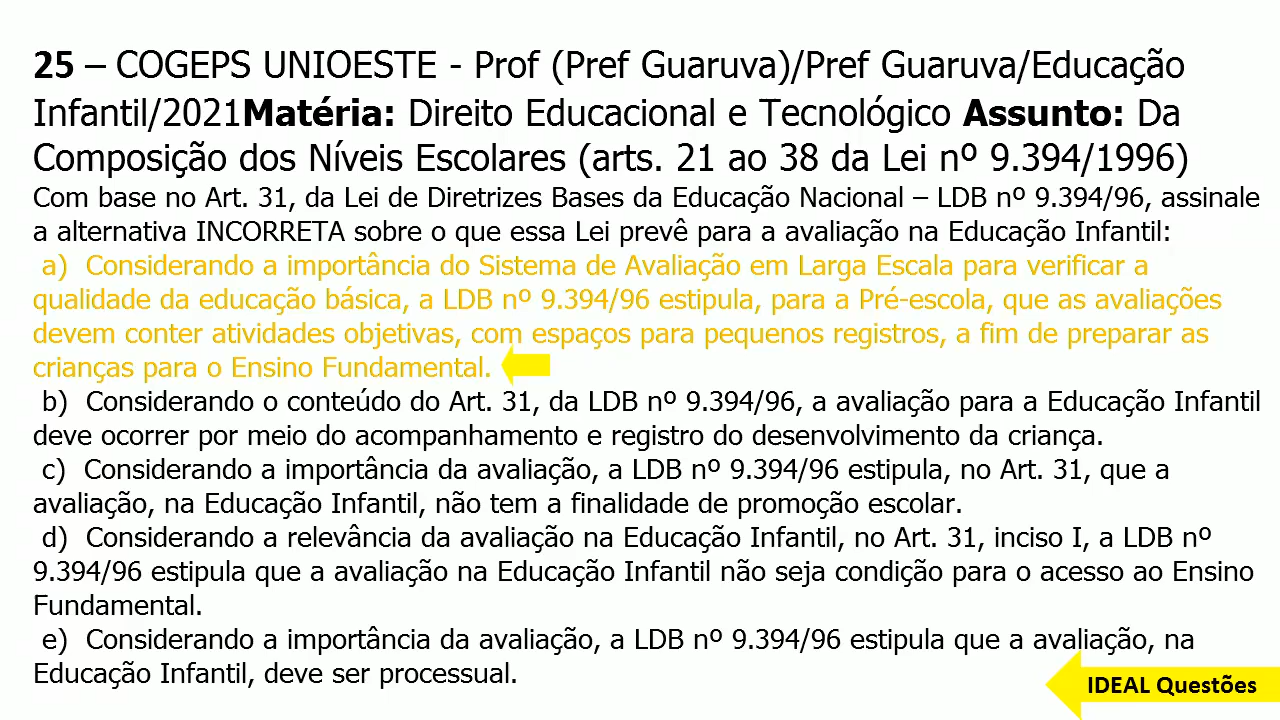 25 – COGEPS UNIOESTE - Prof (Pref Guaruva)/Pref Guaruva/Educação
Infantil/2021Matéria: Direito Educacional e Tecnológico Assunto: Da
Composição dos Níveis Escolares (arts. 21 ao 38 da Lei nº 9.394/1996)
Com base no Art. 31, da Lei de Diretrizes Bases da Educação Nacional – LDB nº 9.394/96, assinale
a alternativa INCORRETA sobre o que essa Lei prevê para a avaliação na Educação Infantil:
a) Considerando a importância do Sistema de Avaliação em Larga Escala para verificar a
qualidade da educação básica, a LDB nº 9.394/96 estipula, para a Pré-escola, que as avaliações
devem conter atividades objetivas, com espaços para pequenos registros, a fim de preparar as
crianças para o Ensino Fundamental.
b) Considerando o conteúdo do Art. 31, da LDB nº 9.394/96, a avaliação para a Educação Infantil
deve ocorrer por meio do acompanhamento e registro do desenvolvimento da criança.
c) Considerando a importância da avaliação, a LDB nº 9.394/96 estipula, no Art. 31, que a
avaliação, na Educação Infantil, não tem a finalidade de promoção escolar.
d) Considerando a relevância da avaliação na Educação Infantil, no Art. 31, inciso I, a LDB nº
9.394/96 estipula que a avaliação na Educação Infantil não seja condição para o acesso ao Ensino
Fundamental.
e) Considerando a importância da avaliação, a LDB nº 9.394/96 estipula que a avaliação, na
Educação Infantil, deve ser processual.
IDEAL Questões